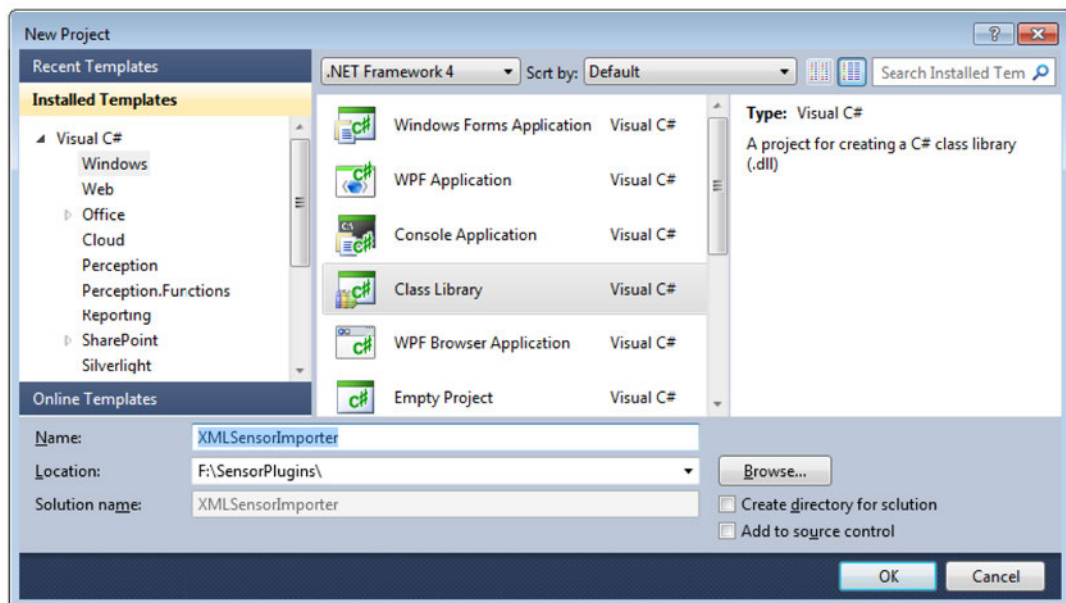 New Project
Recent Templates
.NET Framework 4
Sort by: Default
Search Installed Tem
Installed Templates
Visual C#
Windows
Web
Office
Cloud
Perception
Perception.Functions
Reporting
SharePoint
Silverlight
Online Templates
Windows Forms Application Visual C#
WPF Application Visual C#
Console Application Visual C#
Class Library Visual C#
WPF Browser Application Visual C#
Empty Project Visual C#
Type: Visual C#
A project for creating a C# class library
(.dll)
Name: XMLSensorImporter
Location: F:\SensorPlugins\
Browse...
Solution name: XMLSensorImporter
Create directory for solution
Add to source control
OK Cancel